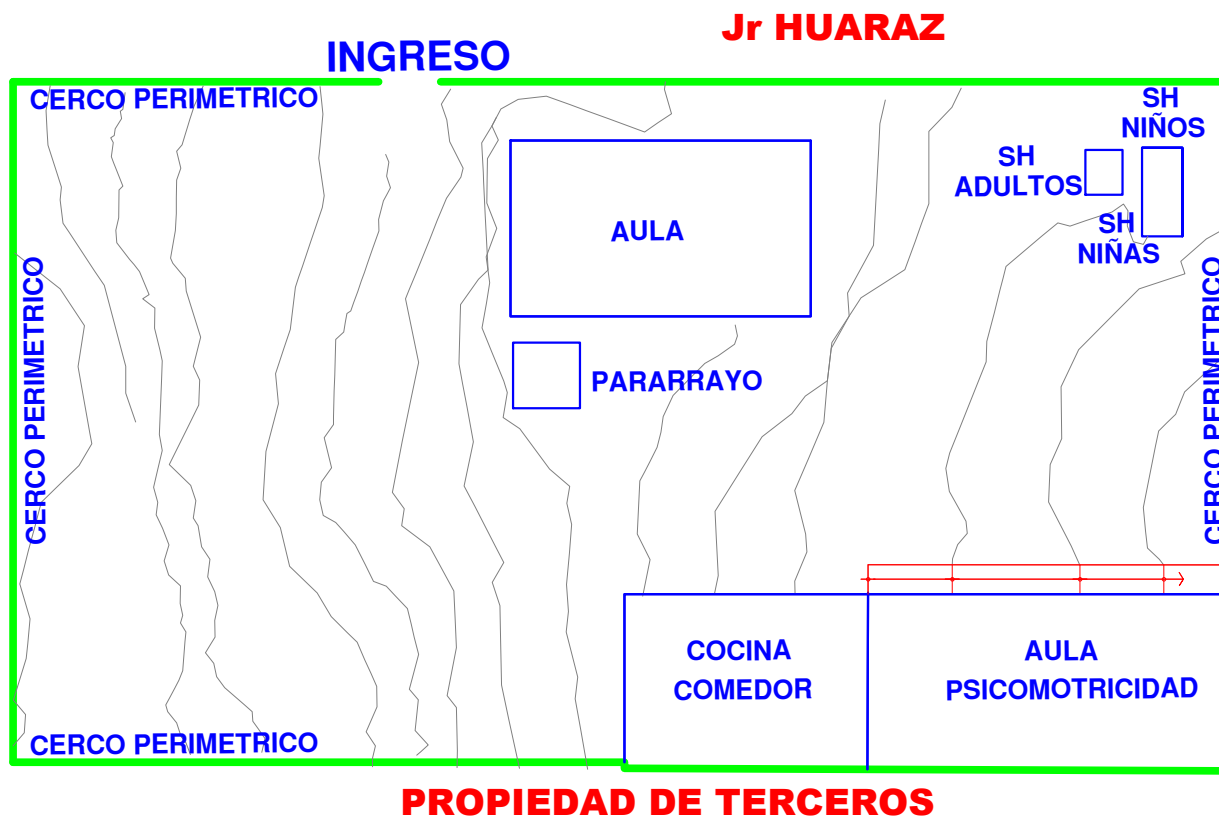 Jr HUARAZ
INGRESO
CERCO PERIMETRICO
SH
NIÑOS
SH
ADULTOS
SH
NIÑAS
AULA
CERCO PERIMETRICO
CERCO PERIMETRICO
PARARRAYO
COCINA
COMEDOR
AULA
PSICOMOTRICIDAD
CERCO PERIMETRICO
PROPIEDAD DE TERCEROS